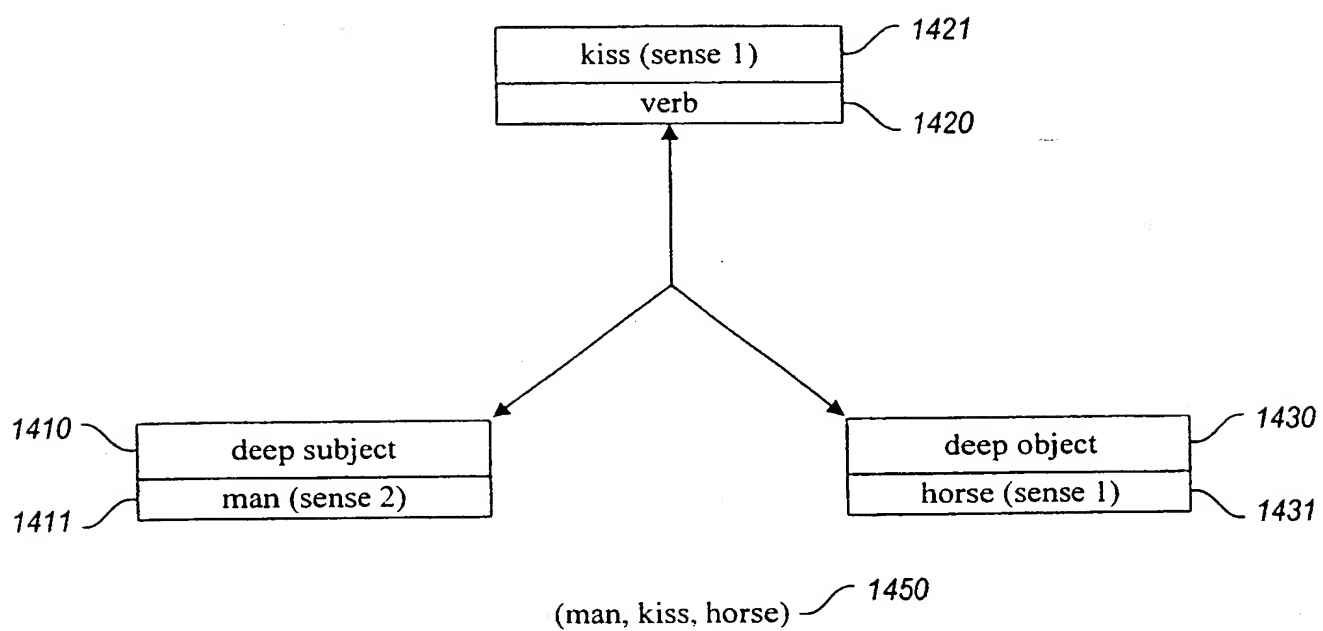 kiss (sense 1) 1421
verb 1420
1410 deep subject
1411 man (sense 2)
deep object 1430
horse (sense 1) 1431
(man, kiss, horse) 1450